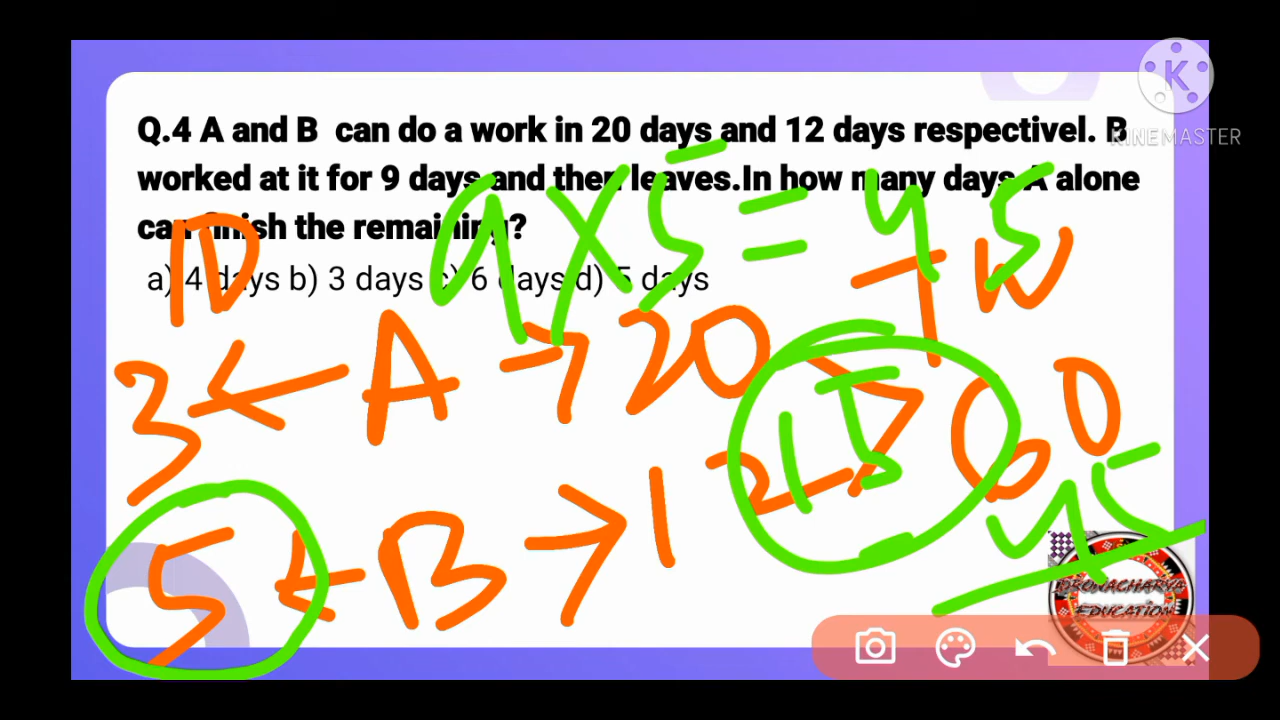 Q.4 A and B can do a work in 20 days and 12 days respectivel. B
worked at it for 9 days and then leaves.In how many days A alone
can finish the remaining?
a) 4 days b) 3 days c) 6 days d) 5 days
9 X 5 = 45
1D
TW
3 ← A → 20
15
60
5 ← B → 12
45
K
KINEMASTER
DRONACHARYA
EDUCATION